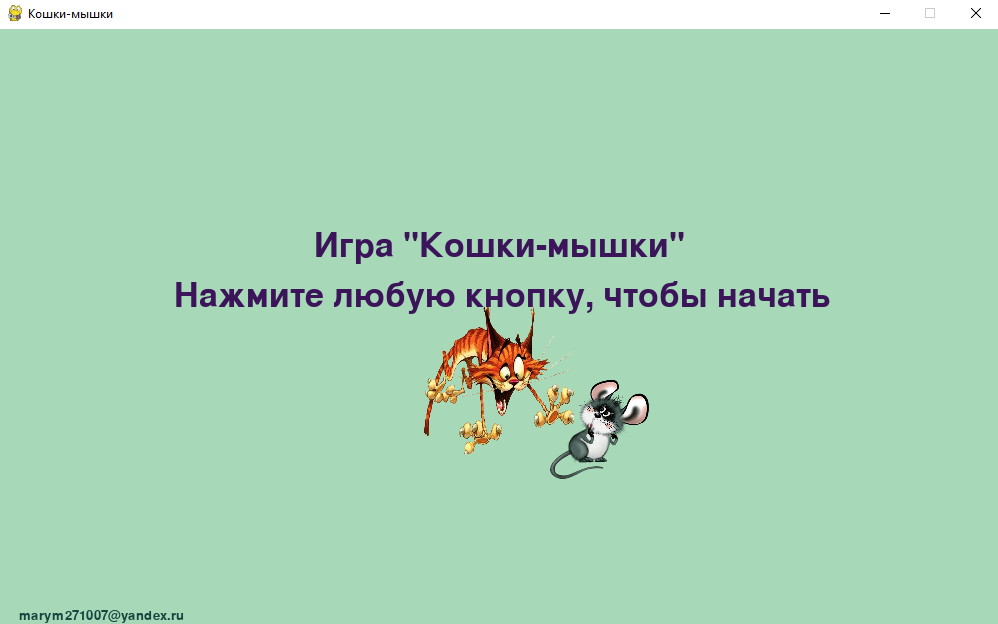 Кошки-мышки
Игра "Кошки-мышки"
Нажмите любую кнопку, чтобы начать
marym271007@yandex.ru